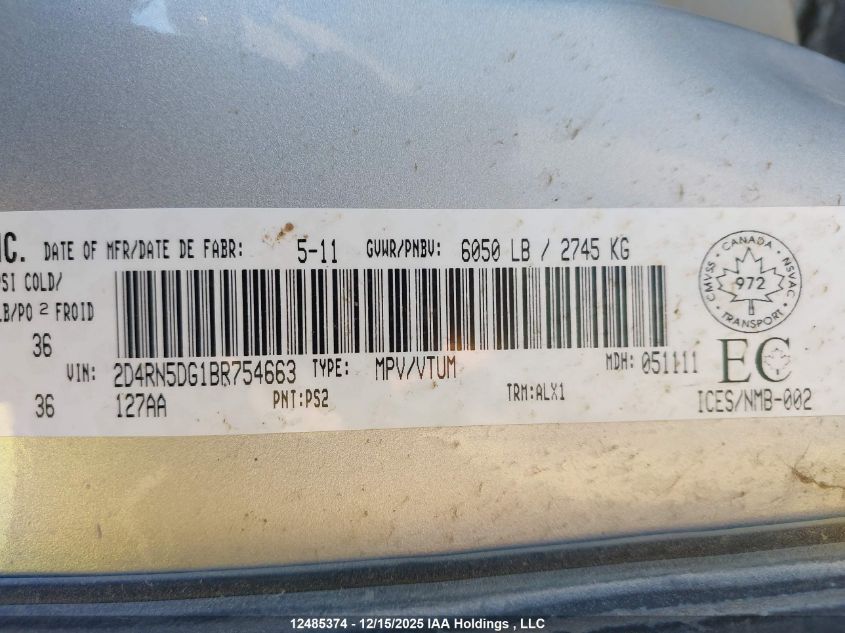 NC. DATE OF MFR/DATE DE FABR: 5-11 GVWR/PNBV: 6050 LB / 2745 KG
PSI COLD/
LB/PO 2 FROID
36
VIN: 2D4RN5DG1BR754663 TYPE: MPV/VTUM MDH: 051111
36 127AA PNT:PS2 TRM:ALX1
CANADA
CMVSS 972 NSVAC
TRANSPORT
EC
ICES/NMB-002
12485374 - 12/15/2025 IAA Holdings , LLC